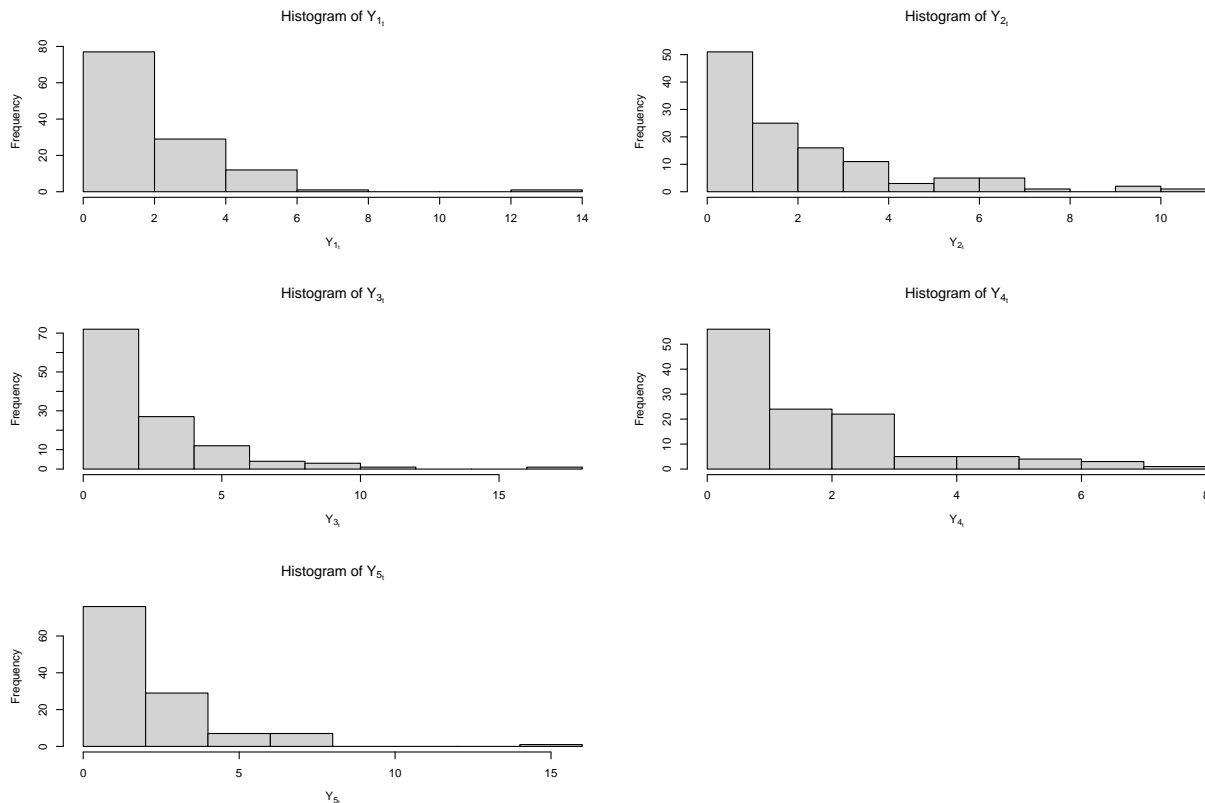 Histogram of Y1t
Frequency
0 20 40 60 80
0 2 4 6 8 10 12 14
Y1t
Histogram of Y2t
Frequency
0 10 20 30 40 50
0 2 4 6 8 10
Y2t
Histogram of Y3t
Frequency
0 10 30 50 70
0 5 10 15
Y3t
Histogram of Y4t
Frequency
0 10 20 30 40 50
0 2 4 6 8
Y4t
Histogram of Y5t
Frequency
0 20 40 60
0 5 10 15
Y5t